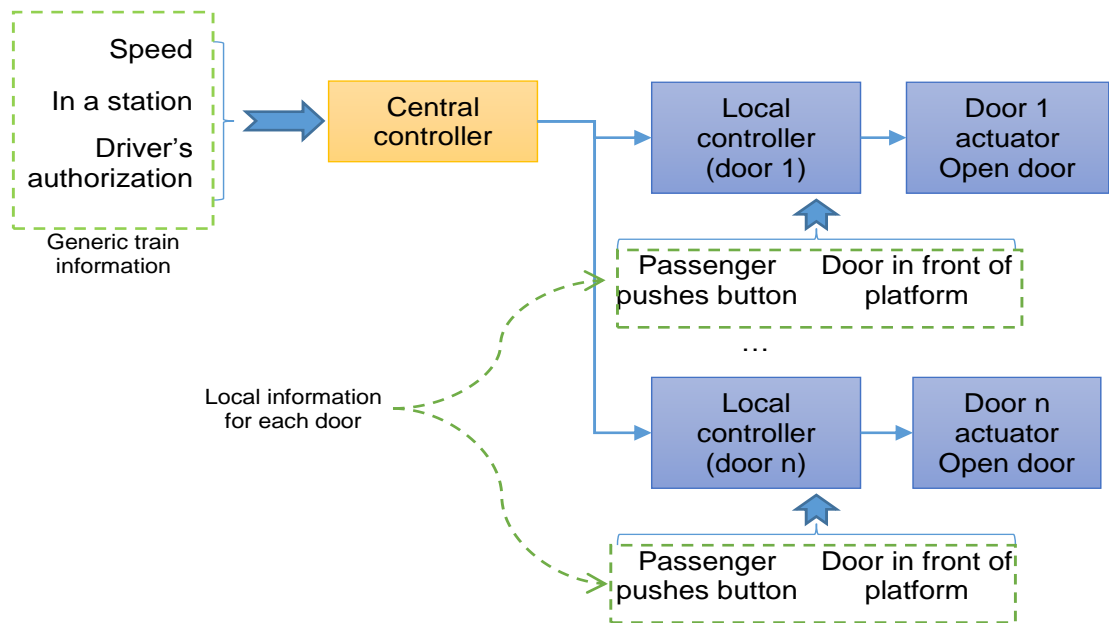 Speed
In a station
Driver's
authorization
Generic train
information
Central
controller
Local
controller
(door 1)
Door 1
actuator
Open door
Passenger
pushes button
Door in front of
platform
…
Local information
for each door
Local
controller
(door n)
Door n
actuator
Open door
Passenger
pushes button
Door in front of
platform